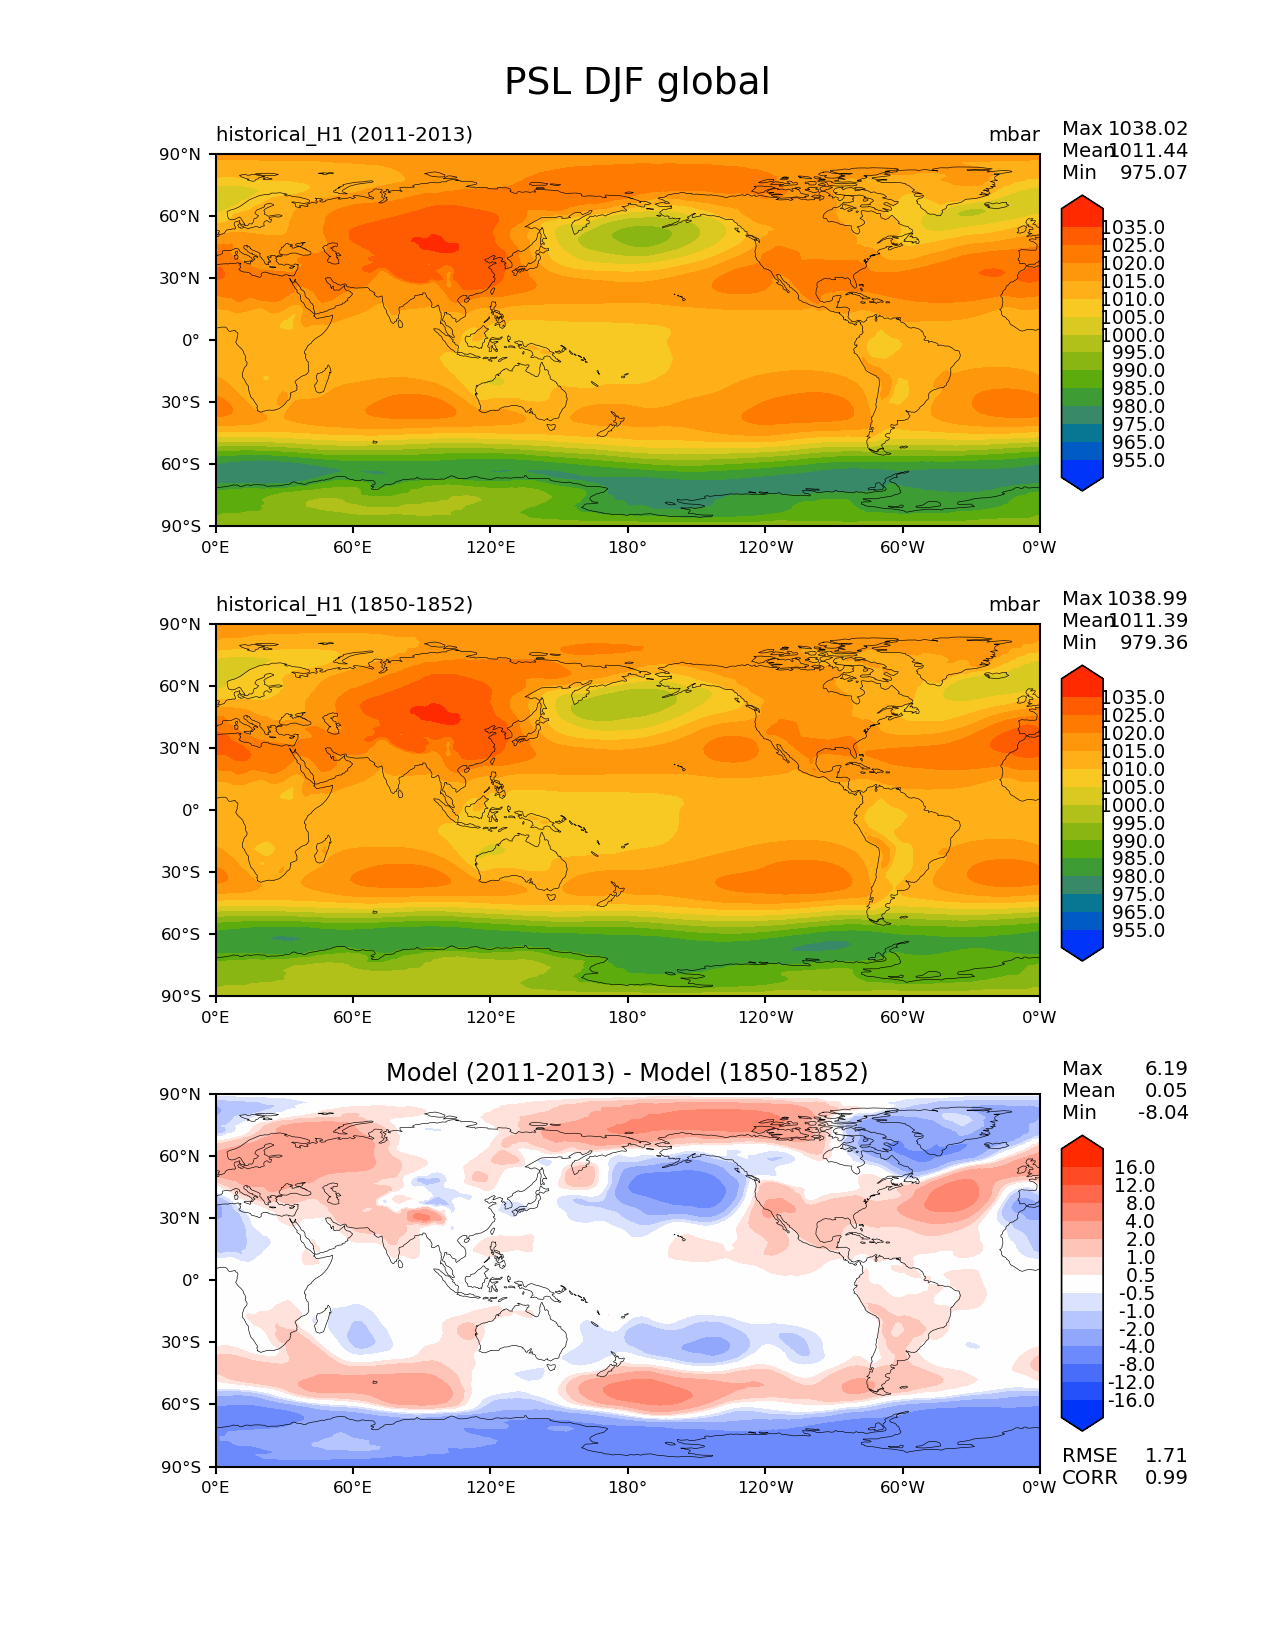 PSL DJF global
historical_H1 (2011-2013) mbar
Max 1038.02
Mean 1011.44
Min 975.07
90°N
60°N
30°N
0°
30°S
60°S
90°S
0°E 60°E 120°E 180° 120°W 60°W 0°W
1035.0
1025.0
1020.0
1015.0
1010.0
1005.0
1000.0
995.0
990.0
985.0
980.0
975.0
965.0
955.0
historical_H1 (1850-1852) mbar
Max 1038.99
Mean 1011.39
Min 979.36
90°N
60°N
30°N
0°
30°S
60°S
90°S
0°E 60°E 120°E 180° 120°W 60°W 0°W
1035.0
1025.0
1020.0
1015.0
1010.0
1005.0
1000.0
995.0
990.0
985.0
980.0
975.0
965.0
955.0
Model (2011-2013) - Model (1850-1852)
Max 6.19
Mean 0.05
Min -8.04
90°N
60°N
30°N
0°
30°S
60°S
90°S
0°E 60°E 120°E 180° 120°W 60°W 0°W
16.0
12.0
8.0
4.0
2.0
1.0
0.5
-0.5
-1.0
-2.0
-4.0
-8.0
-12.0
-16.0
RMSE 1.71
CORR 0.99